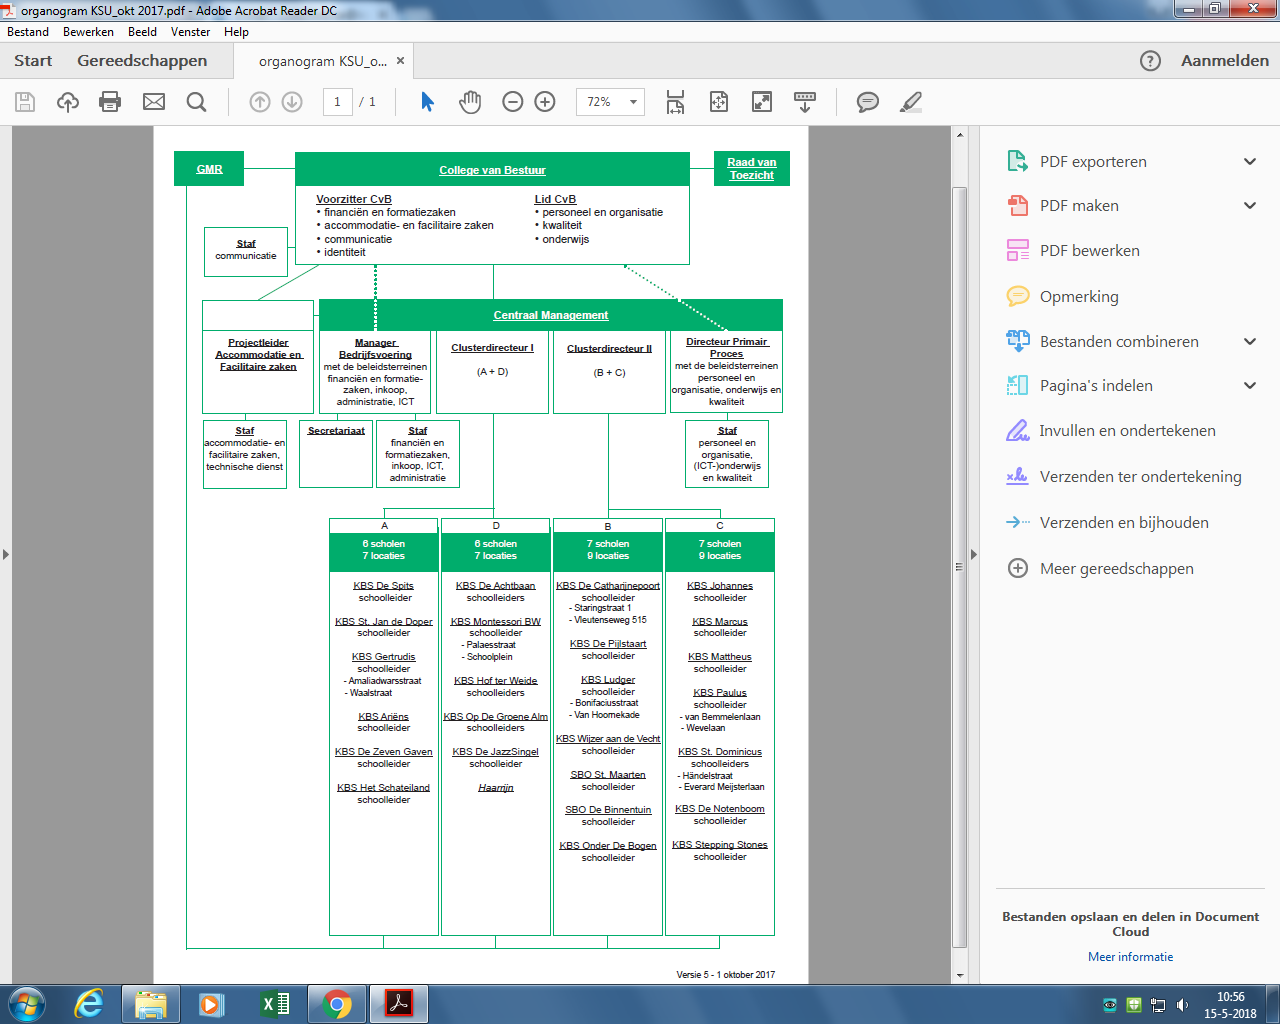 organogram KSU_okt 2017.pdf - Adobe Acrobat Reader DC
Bestand Bewerken Beeld Venster Help
Start Gereedschappen organogram KSU_o... × Aanmelden
1 / 1 72%
GMR
College van Bestuur
Raad van
Toezicht
Voorzitter CvB
• financiën en formatiezaken
• accommodatie- en facilitaire zaken
• communicatie
• identiteit
Lid CvB
• personeel en organisatie
• kwaliteit
• onderwijs
Staf
communicatie
Centraal Management
Projectleider
Accommodatie en
Facilitaire zaken
Manager
Bedrijfsvoering
met de beleidsterreinen
financiën en formatie-
zaken, inkoop,
administratie, ICT
Clusterdirecteur I
(A + D)
Clusterdirecteur II
(B + C)
Directeur Primair
Proces
met de beleidsterreinen
personeel en
organisatie, onderwijs en
kwaliteit
Staf
accommodatie- en
facilitaire zaken,
technische dienst
Secretariaat
Staf
financiën en
formatiezaken,
inkoop, ICT,
administratie
Staf
personeel en
organisatie,
(ICT-)onderwijs
en kwaliteit
A
6 scholen
7 locaties
KBS De Spits
schoolleider
KBS St. Jan de Doper
schoolleider
KBS Gertrudis
schoolleider
- Amaliadwarsstraat
- Waalstraat
KBS Ariëns
schoolleider
KBS De Zeven Gaven
schoolleider
KBS Het Schateiland
schoolleider
D
6 scholen
7 locaties
KBS De Achtbaan
schoolleiders
KBS Montessori BW
schoolleider
- Palaesstraat
- Schoolplein
KBS Hof ter Weide
schoolleiders
KBS Op De Groene Alm
schoolleiders
KBS De JazzSingel
schoolleider
Haarrijn
B
7 scholen
9 locaties
KBS De Catharijnepoort
schoolleider
- Staringstraat 1
- Vleutenseweg 515
KBS De Pijlstaart
schoolleider
KBS Ludger
schoolleider
- Bonifaciusstraat
- Van Hoornekade
KBS Wijzer aan de Vecht
schoolleider
SBO St. Maarten
schoolleider
SBO De Binnentuin
schoolleider
KBS Onder De Bogen
schoolleider
C
7 scholen
9 locaties
KBS Johannes
schoolleider
KBS Marcus
schoolleider
KBS Mattheus
schoolleider
KBS Paulus
schoolleider
- van Bemmelenlaan
- Wevelaan
KBS St. Dominicus
schoolleiders
- Händelstraat
- Everard Meijsterlaan
KBS De Notenboom
schoolleider
KBS Stepping Stones
schoolleider
Versie 5 - 1 oktober 2017
PDF exporteren
PDF maken
PDF bewerken
Opmerking
Bestanden combineren
Pagina's indelen
Invullen en ondertekenen
Verzenden ter ondertekening
Verzenden en bijhouden
Meer gereedschappen
Bestanden opslaan en delen in Document
Cloud
Meer informatie
10:56
15-5-2018